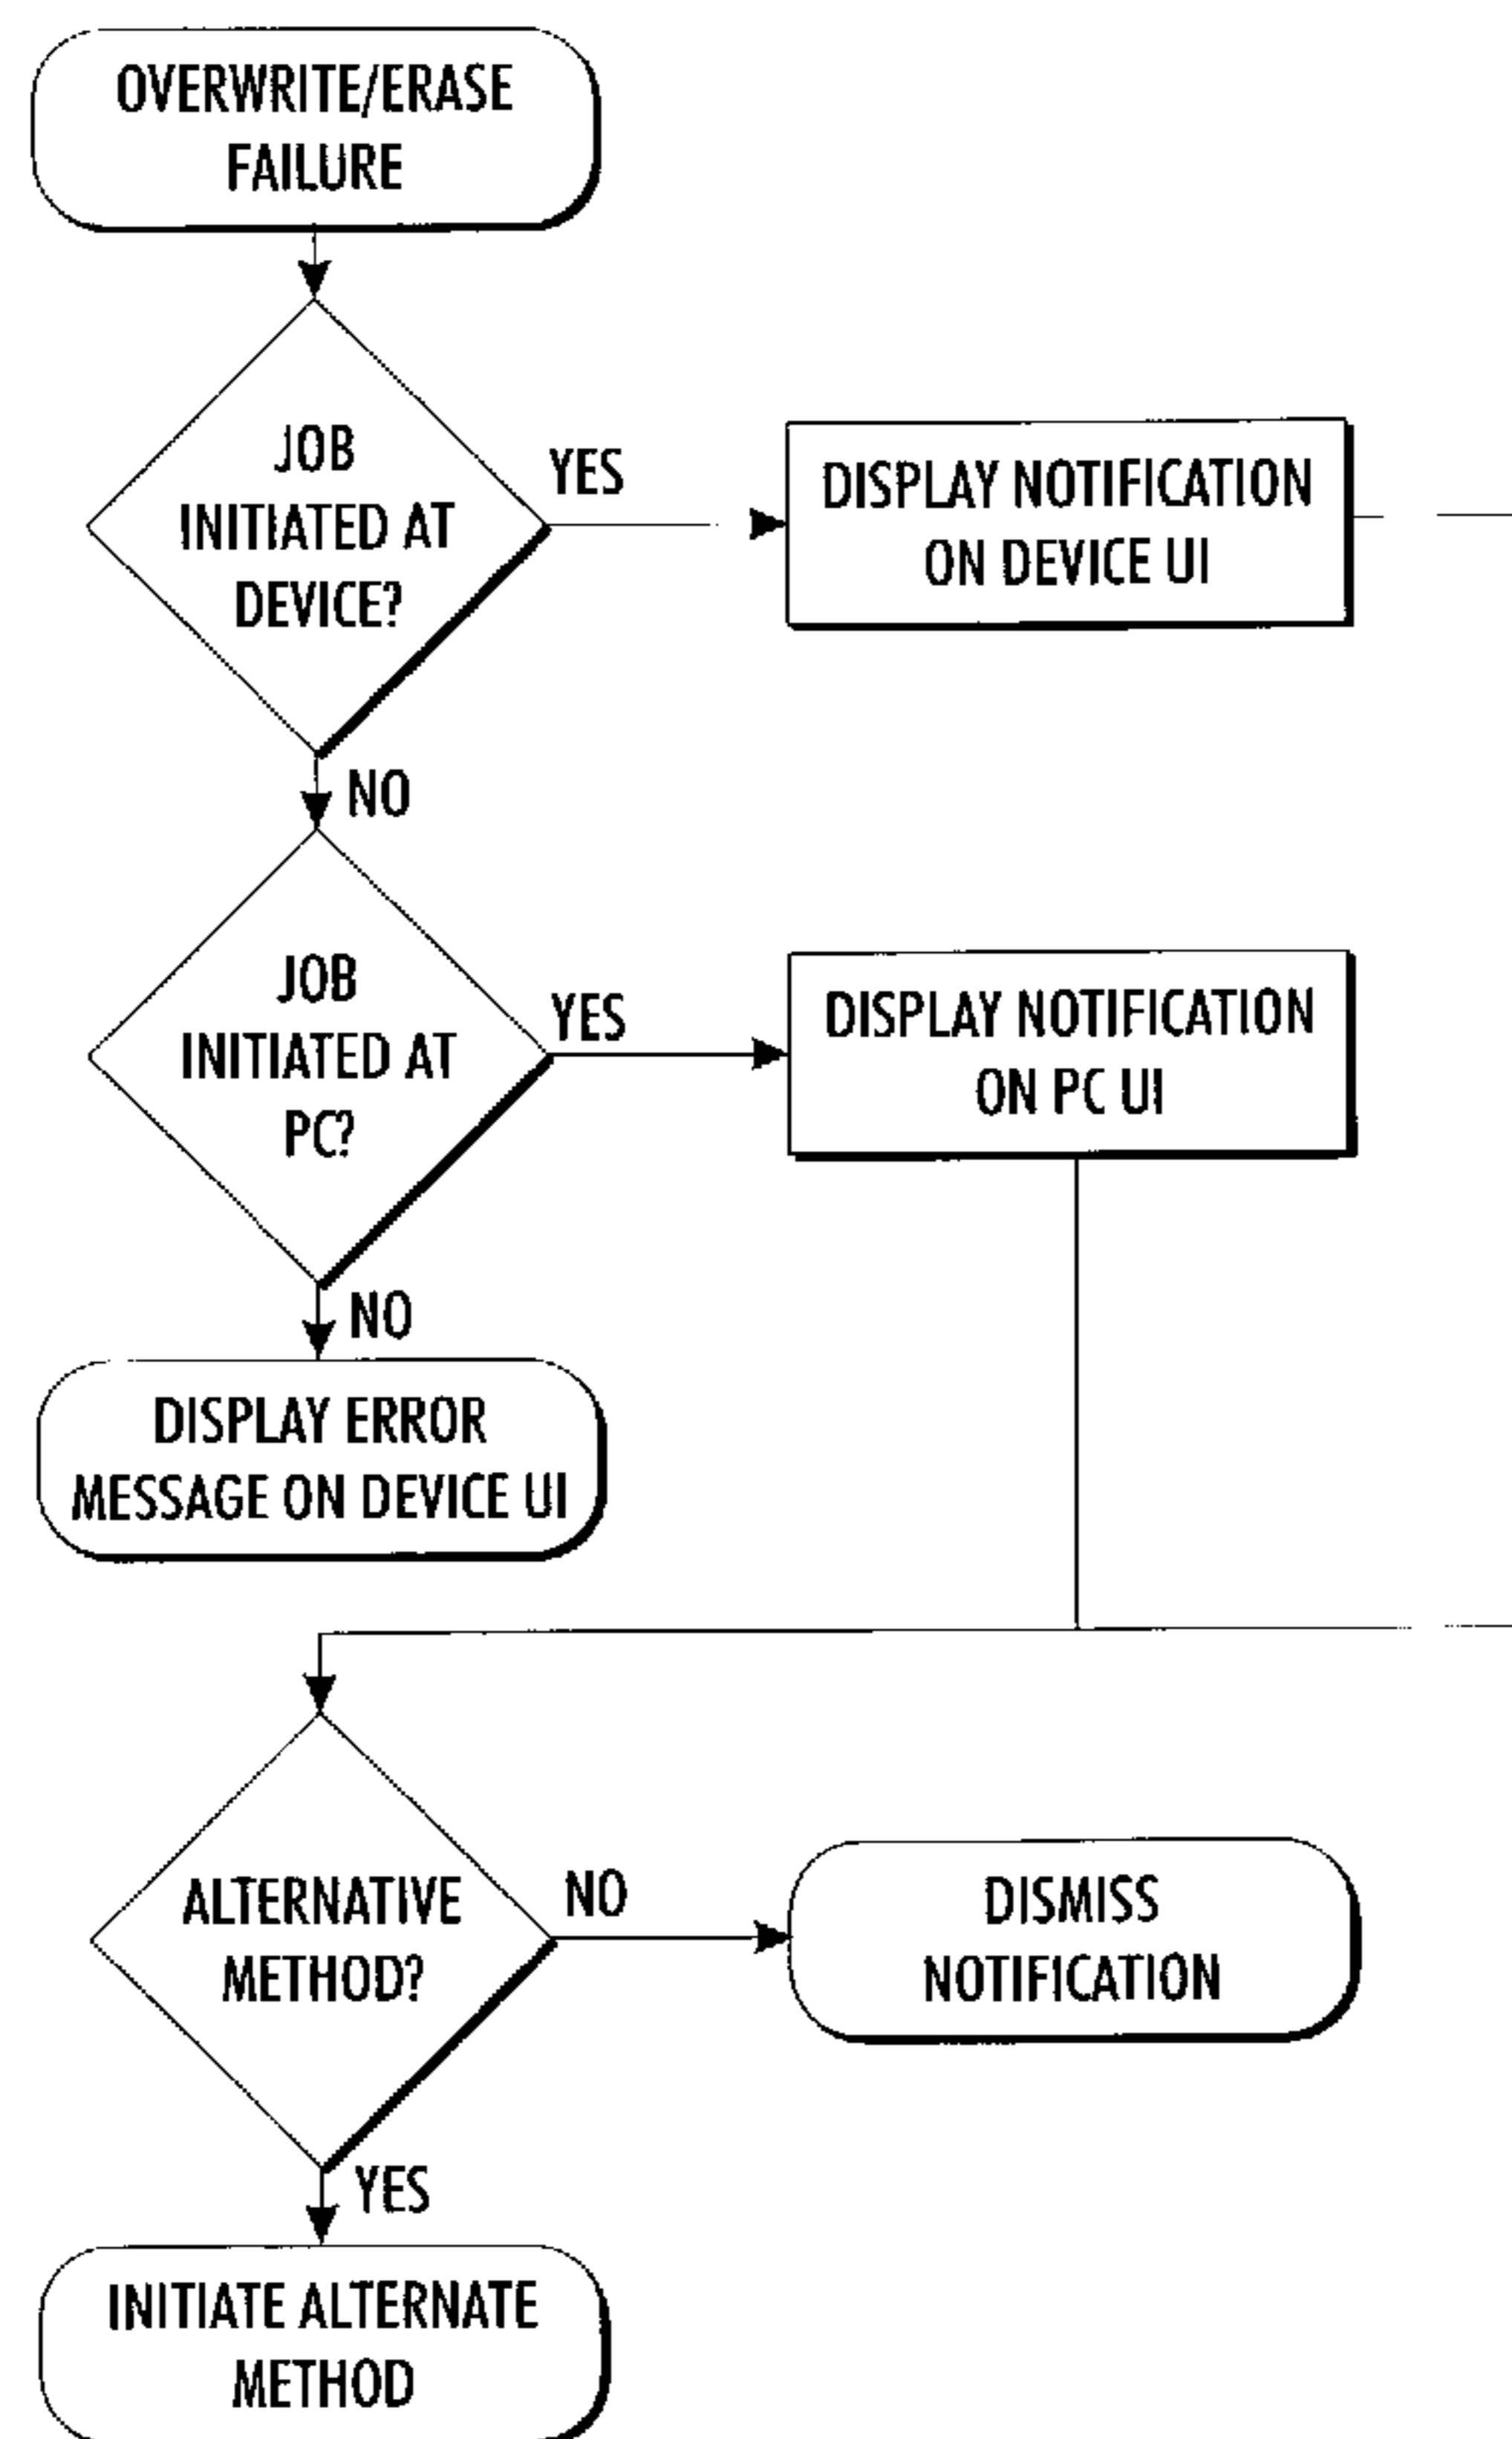 OVERWRITE/ERASE
FAILURE
JOB
INITIATED AT
DEVICE?
YES
DISPLAY NOTIFICATION
ON DEVICE UI
NO
JOB
INITIATED AT
PC?
YES
DISPLAY NOTIFICATION
ON PC UI
NO
DISPLAY ERROR
MESSAGE ON DEVICE UI
ALTERNATIVE
METHOD?
NO
DISMISS
NOTIFICATION
YES
INITIATE ALTERNATE
METHOD